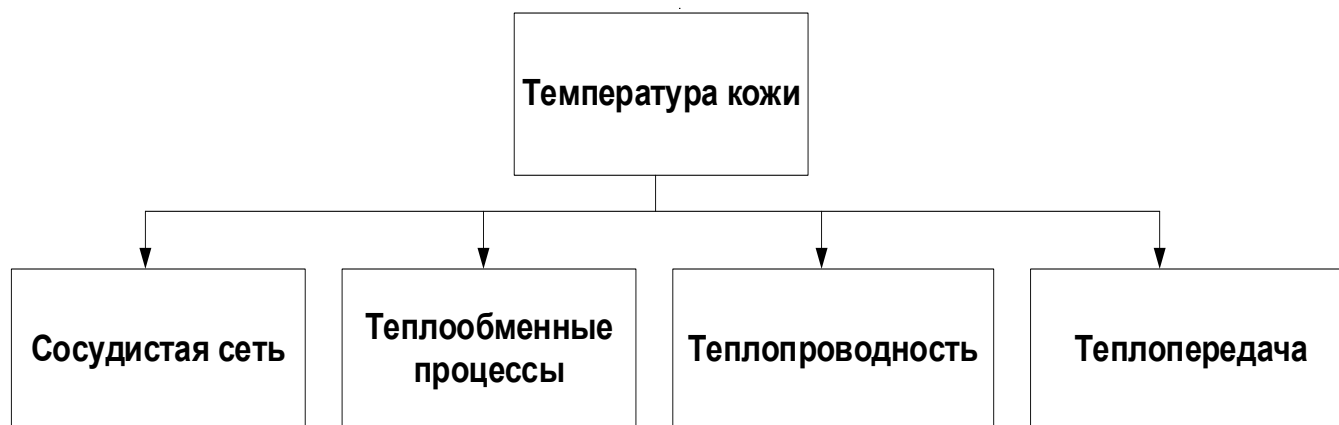 Температура кожи
Сосудистая сеть
Теплообменные
процессы
Теплопроводность
Теплопередача